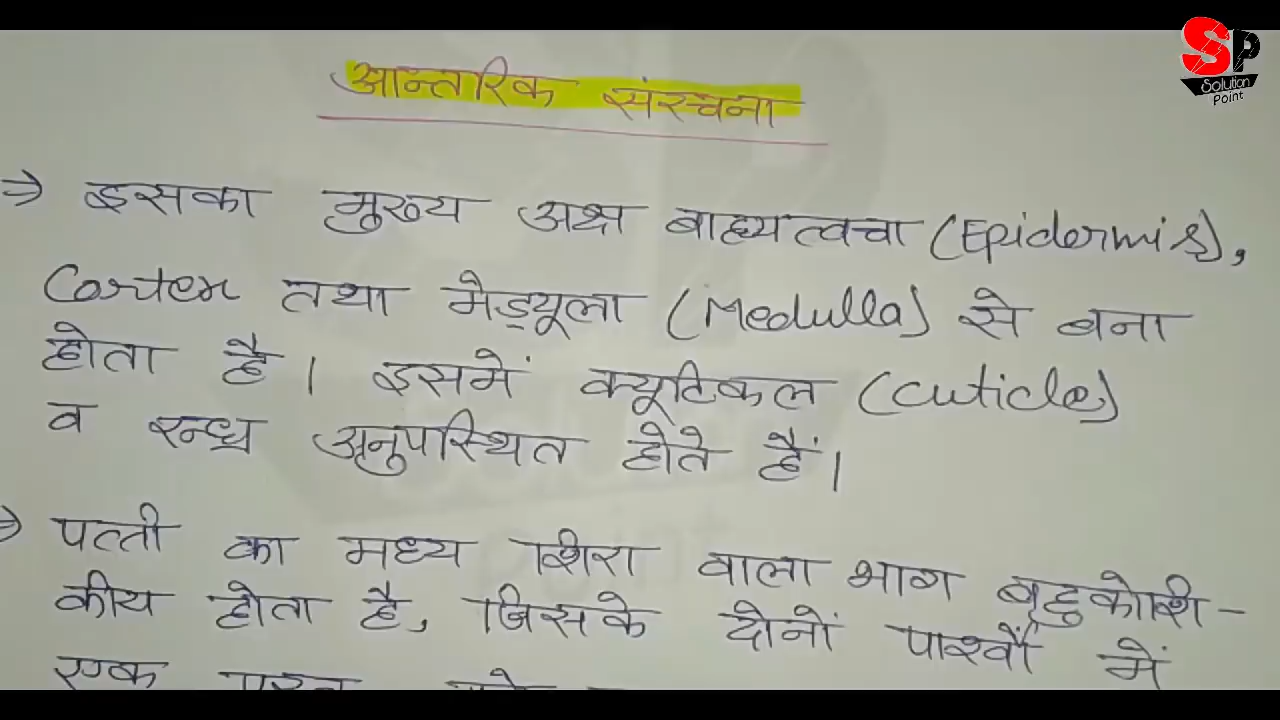 SP
Solution
Point
आन्तरिक संरचना
⇒ इसका मुख्य अक्ष बाह्यत्वचा (Epidermis),
Cortex तथा मेड्यूला (Medulla) से बना
होता है। इसमें क्यूटिकल (Cuticle)
व रन्ध्र अनुपस्थित होते हैं।
⇒ पत्ती का मध्य शिरा वाला भाग बहुकोशि-
कीय होता है, जिसके दोनों पार्श्वों में
एक